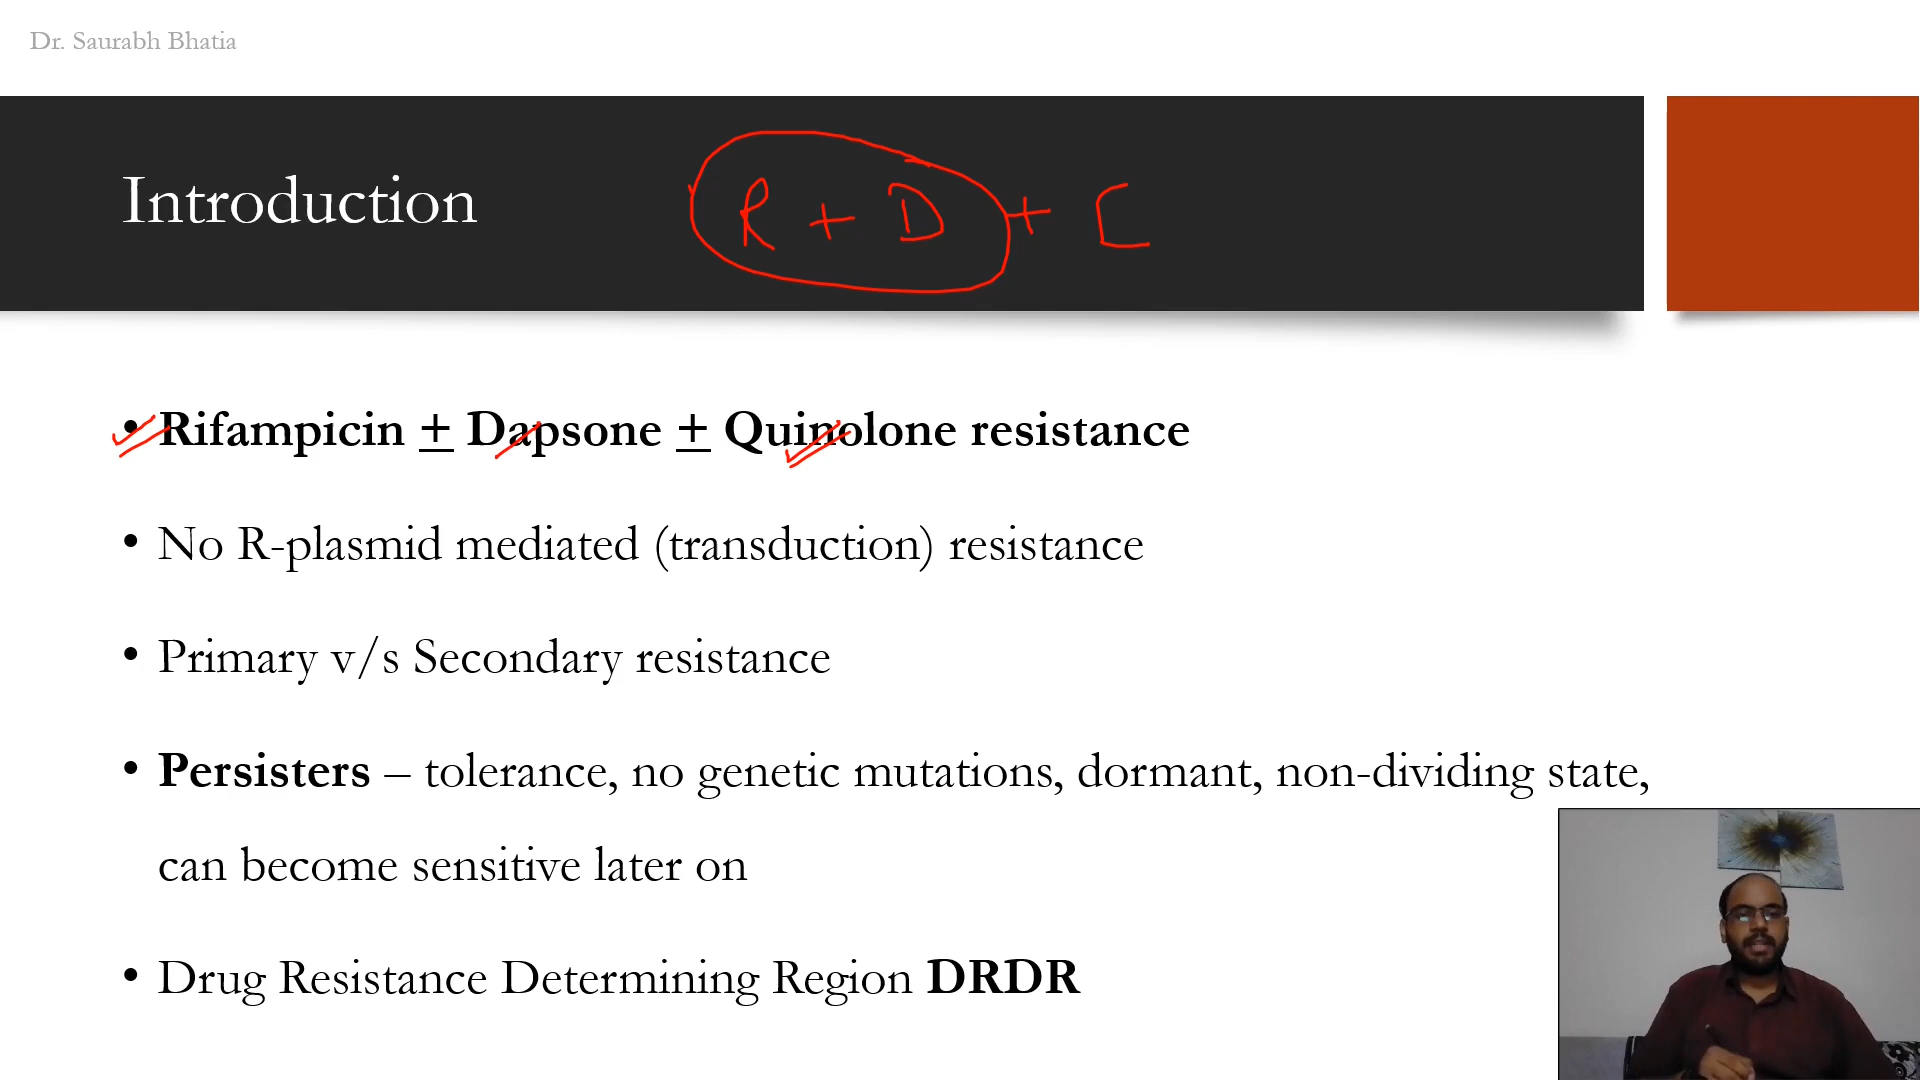 Dr. Saurabh Bhatia
Introduction
R + D + C
• Rifampicin ± Dapsone ± Quinolone resistance
• No R-plasmid mediated (transduction) resistance
• Primary v/s Secondary resistance
• Persisters – tolerance, no genetic mutations, dormant, non-dividing state,
can become sensitive later on
• Drug Resistance Determining Region DRDR